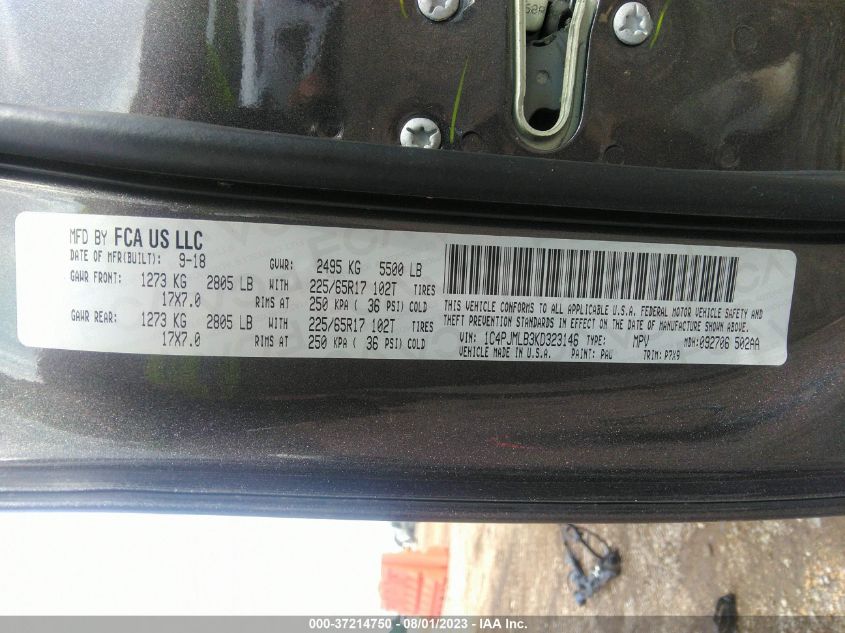 MFD BY FCA US LLC
DATE OF MFR(BUILT): 9-18 GVWR: 2495 KG 5500 LB
GAWR FRONT: 1273 KG 2805 LB WITH 225/65R17 102T TIRES
17X7.0 RIMS AT 250 KPA ( 36 PSI) COLD
GAWR REAR: 1273 KG 2805 LB WITH 225/65R17 102T TIRES
17X7.0 RIMS AT 250 KPA ( 36 PSI) COLD
THIS VEHICLE CONFORMS TO ALL APPLICABLE U.S.A. FEDERAL MOTOR VEHICLE SAFETY AND
THEFT PREVENTION STANDARDS IN EFFECT ON THE DATE OF MANUFACTURE SHOWN ABOVE.
VIN: 1C4PJMLB3KD323146 TYPE: MPV MDH: 092706 502AA
VEHICLE MADE IN U.S.A. PAINT: PAU TRIM: P7X9
000-37214750 - 08/01/2023 - IAA Inc.